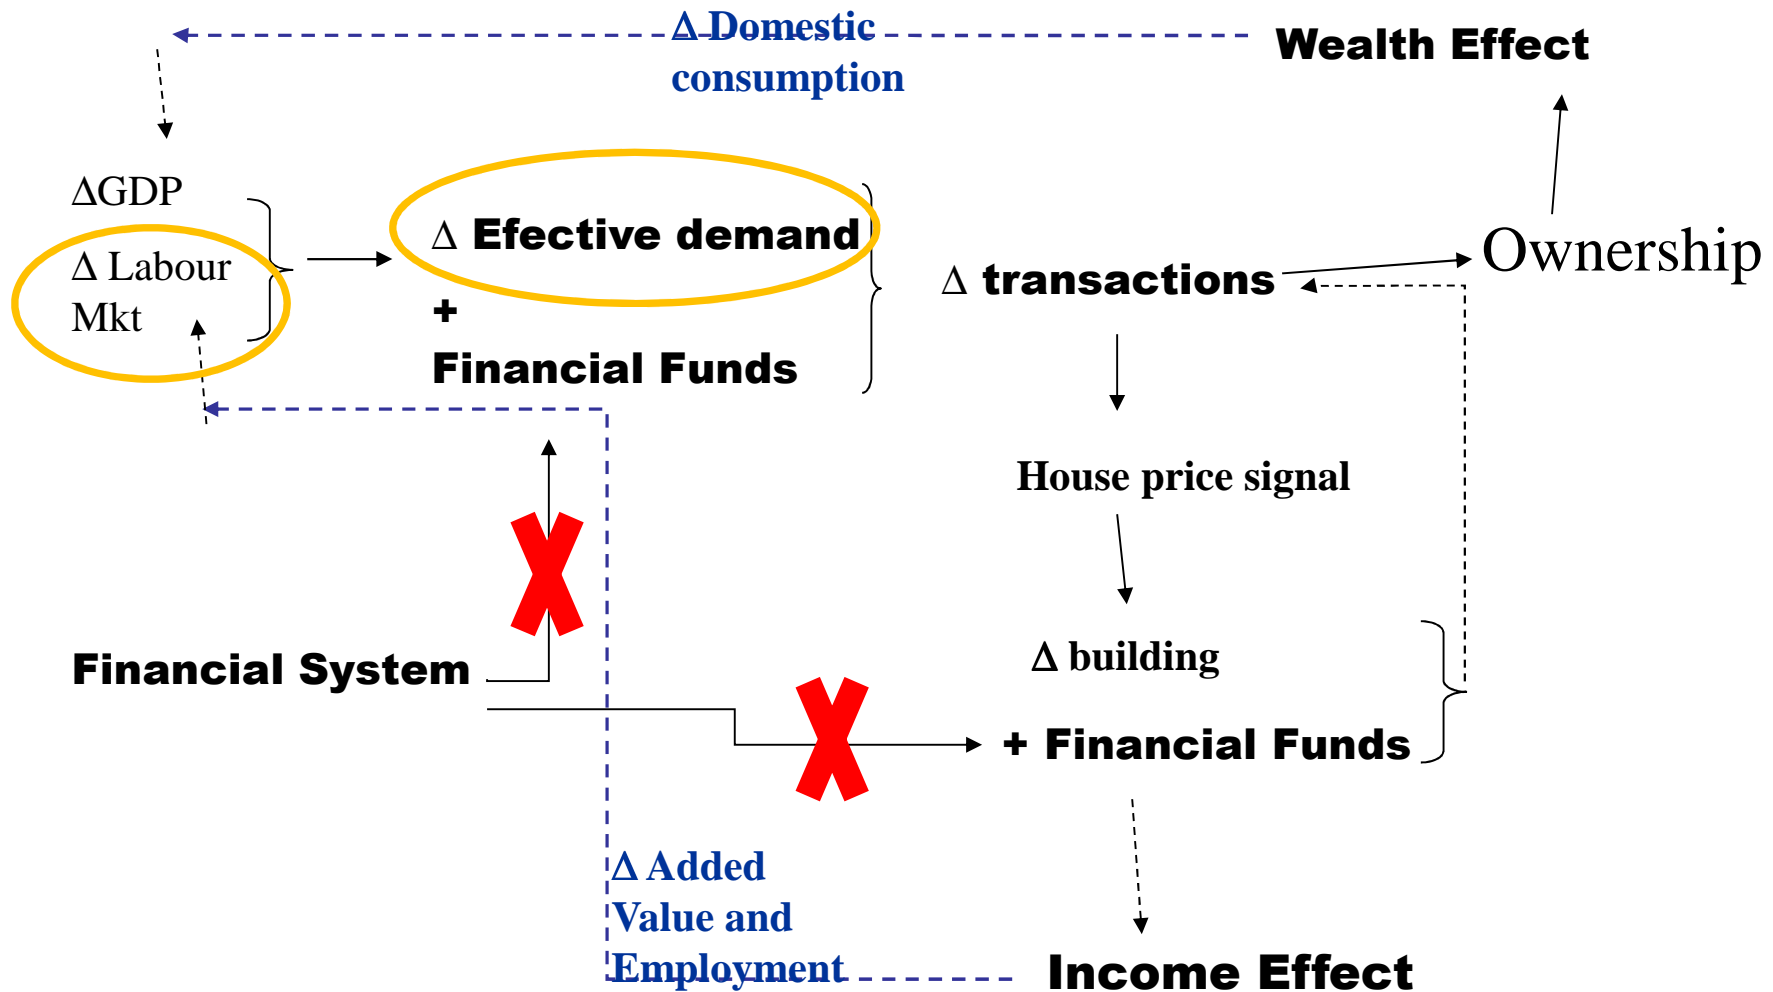 Δ Domestic
consumption
Wealth Effect
ΔGDP
Δ Labour
Mkt
Δ Efective demand
+
Financial Funds
Δ transactions
Ownership
House price signal
Financial System
Δ building
+ Financial Funds
Δ Added
Value and
Employment
Income Effect